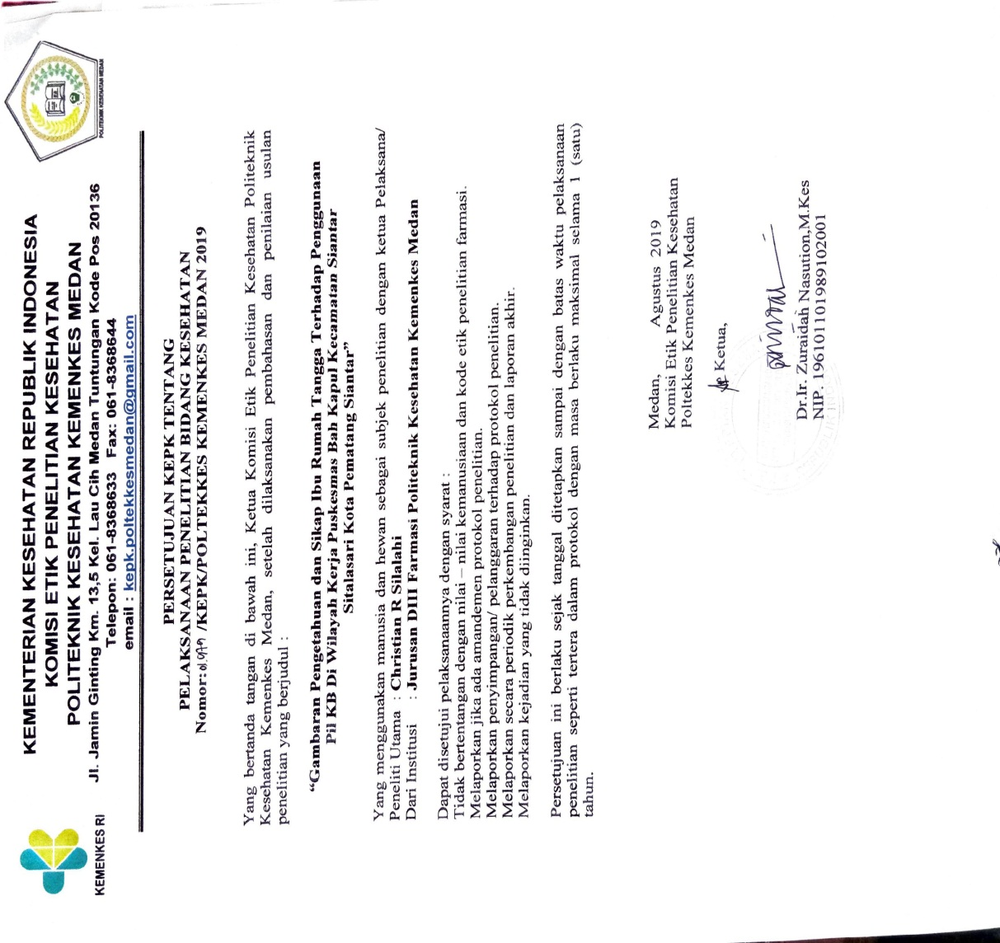 KEMENTERIAN KESEHATAN REPUBLIK INDONESIA
KOMISI ETIK PENELITIAN KESEHATAN
POLITEKNIK KESEHATAN KEMENKES MEDAN
Jl. Jamin Ginting Km. 13,5 Kel. Lau Cih Medan Tuntungan Kode Pos 20136
Telepon: 061-8368633 Fax: 061-8368644
email : kepk.poltekkesmedan@gmail.com
KEMENKES RI
POLITEKNIK KESEHATAN MEDAN
PERSETUJUAN KEPK TENTANG
PELAKSANAAN PENELITIAN BIDANG KESEHATAN
Nomor: /KEPK/POLTEKKES KEMENKES MEDAN 2019
Yang bertanda tangan di bawah ini, Ketua Komisi Etik Penelitian Kesehatan Politeknik
Kesehatan Kemenkes Medan, setelah dilaksanakan pembahasan dan penilaian usulan
penelitian yang berjudul :
“Gambaran Pengetahuan dan Sikap Ibu Rumah Tangga Terhadap Penggunaan
Pil KB Di Wilayah Kerja Puskesmas Bah Kapul Kecamatan Siantar
Sitalasari Kota Pematang Siantar”
Yang menggunakan manusia dan hewan sebagai subjek penelitian dengan ketua Pelaksana/
Peneliti Utama : Christian R Silalahi
Dari Institusi : Jurusan DIII Farmasi Politeknik Kesehatan Kemenkes Medan
Dapat disetujui pelaksanaannya dengan syarat :
Tidak bertentangan dengan nilai – nilai kemanusiaan dan kode etik penelitian farmasi.
Melaporkan jika ada amandemen protokol penelitian.
Melaporkan penyimpangan/ pelanggaran terhadap protokol penelitian.
Melaporkan secara periodik perkembangan penelitian dan laporan akhir.
Melaporkan kejadian yang tidak diinginkan.
Persetujuan ini berlaku sejak tanggal ditetapkan sampai dengan batas waktu pelaksanaan
penelitian seperti tertera dalam protokol dengan masa berlaku maksimal selama 1 (satu)
tahun.
Medan, Agustus 2019
Komisi Etik Penelitian Kesehatan
Poltekkes Kemenkes Medan
Ketua,
Dr.Ir. Zuraidah Nasution,M.Kes
NIP. 196101101989102001